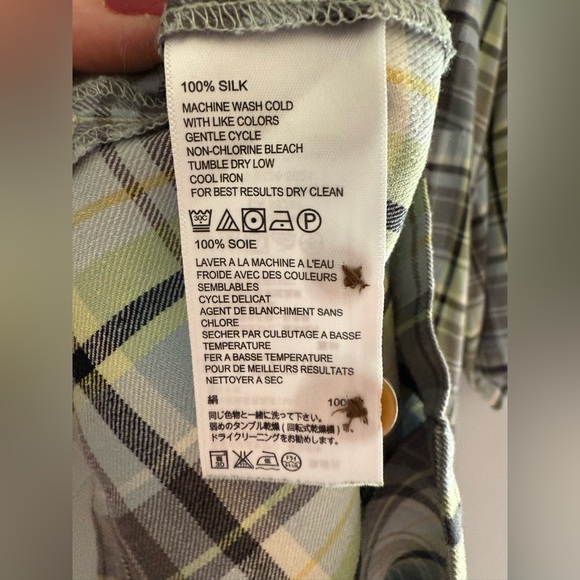 100% SILK
MACHINE WASH COLD
WITH LIKE COLORS
GENTLE CYCLE
NON-CHLORINE BLEACH
TUMBLE DRY LOW
COOL IRON
FOR BEST RESULTS DRY CLEAN
30C P
100% SOIE
LAVER A LA MACHINE A L'EAU
FROIDE AVEC DES COULEURS
SEMBLABLES
CYCLE DELICAT
AGENT DE BLANCHIMENT SANS
CHLORE
SECHER PAR CULBUTAGE A BASSE
TEMPERATURE
FER A BASSE TEMPERATURE
POUR DE MEILLEURS RESULTATS
NETTOYER A SEC
絹 100
同じ色物と一緒に洗って下さい。
弱めのタンブル乾燥(回転式乾燥機)
ドライクリーニングをお勧めします。